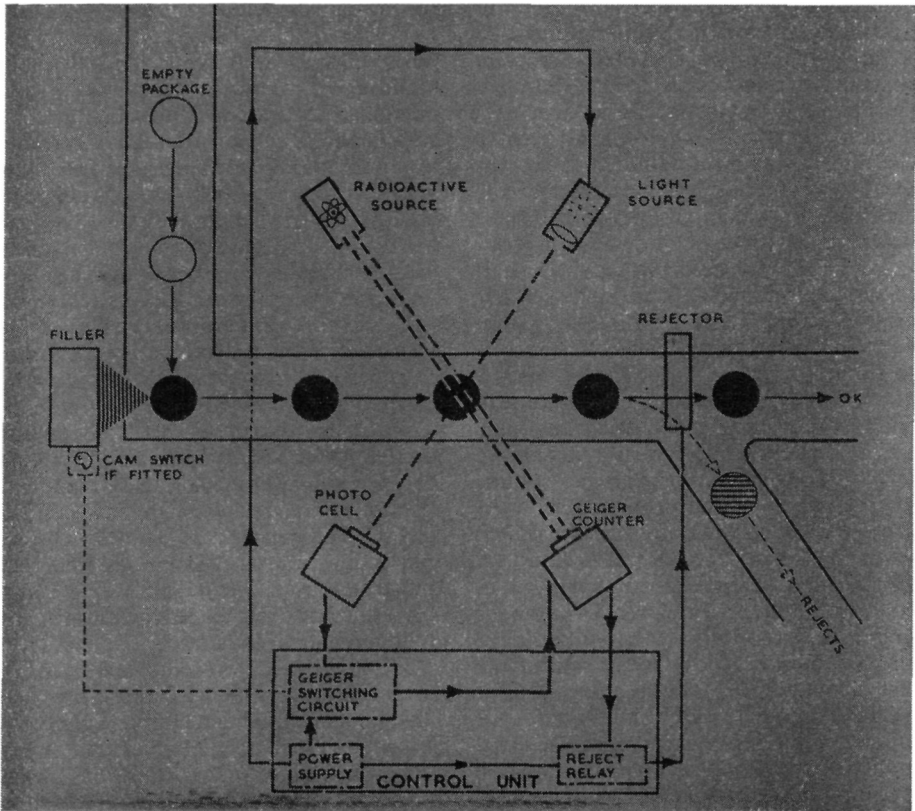 EMPTY
PACKAGE
RADIOACTIVE
SOURCE
LIGHT
SOURCE
FILLER
REJECTOR
OK
CAM SWITCH
IF FITTED
PHOTO
CELL
GEIGER
COUNTER
REJECTS
GEIGER
SWITCHING
CIRCUIT
POWER
SUPPLY
REJECT
RELAY
CONTROL UNIT